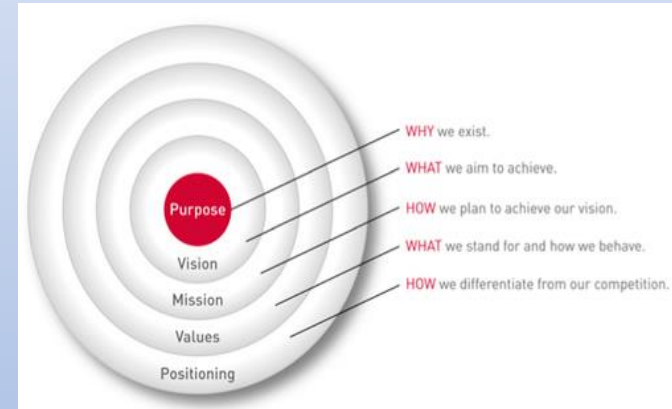 Purpose
Vision
Mission
Values
Positioning
WHY we exist.
WHAT we aim to achieve.
HOW we plan to achieve our vision.
WHAT we stand for and how we behave.
HOW we differentiate from our competition.